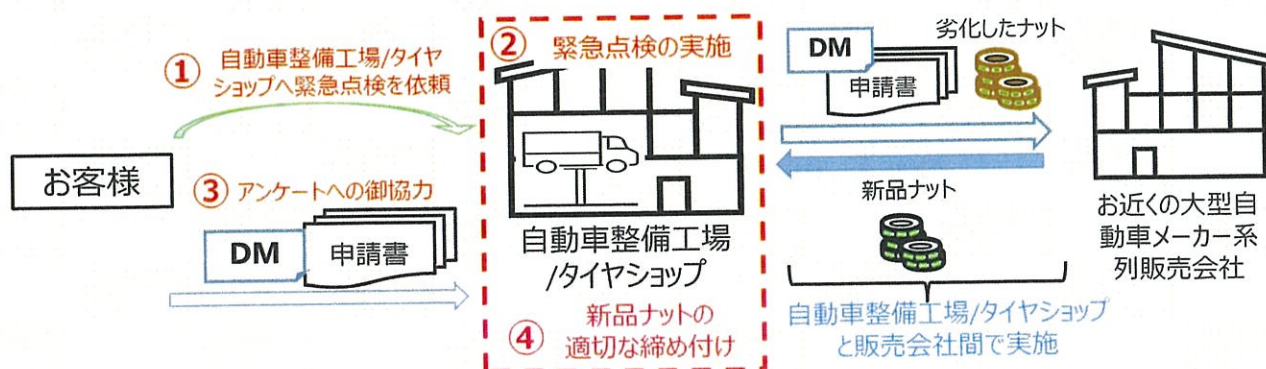 お客様
①
自動車整備工場/タイヤ
ショップへ緊急点検を依頼
③ アンケートへの御協力
DM
申請書
② 緊急点検の実施
自動車整備工場
/タイヤショップ
④
新品ナットの
適切な締め付け
DM
申請書
劣化したナット
新品ナット
自動車整備工場/タイヤショップ
と販売会社間で実施
お近くの大型自
動車メーカー系
列販売会社